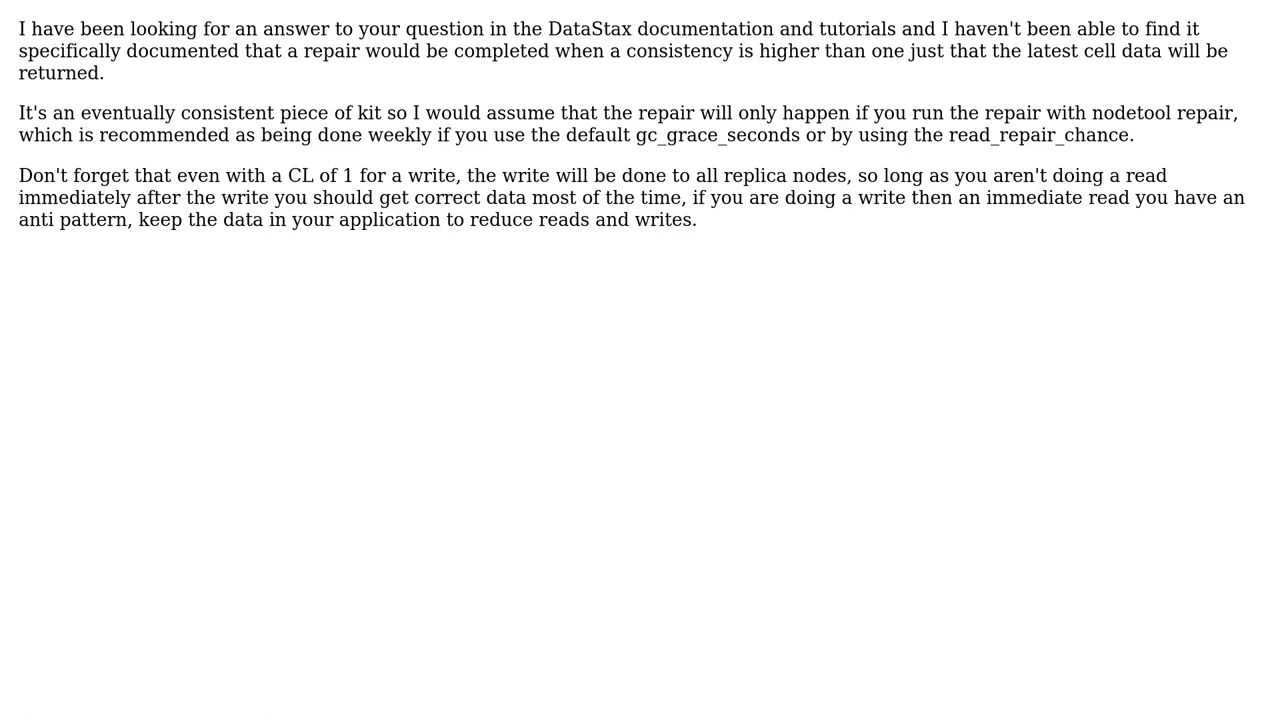 I have been looking for an answer to your question in the DataStax documentation and tutorials and I haven't been able to find it
specifically documented that a repair would be completed when a consistency is higher than one just that the latest cell data will be
returned.
It's an eventually consistent piece of kit so I would assume that the repair will only happen if you run the repair with nodetool repair,
which is recommended as being done weekly if you use the default gc_grace_seconds or by using the read_repair_chance.
Don't forget that even with a CL of 1 for a write, the write will be done to all replica nodes, so long as you aren't doing a read
immediately after the write you should get correct data most of the time, if you are doing a write then an immediate read you have an
anti pattern, keep the data in your application to reduce reads and writes.